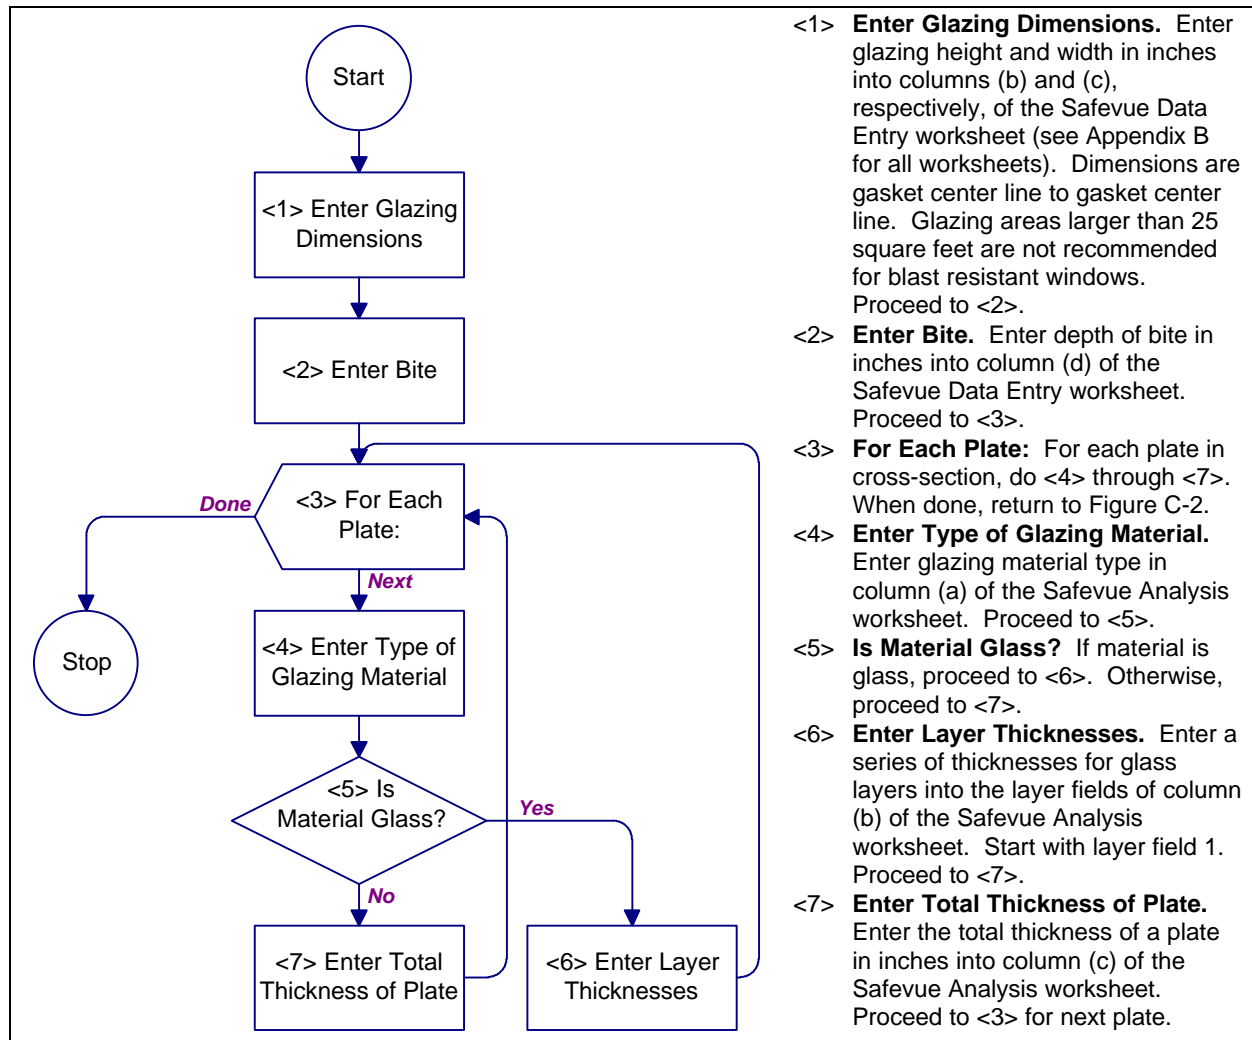 Start
<1> Enter Glazing
Dimensions
<2> Enter Bite
<3> For Each
Plate:
Done
Next
Stop
<4> Enter Type of
Glazing Material
<5> Is
Material Glass?
Yes
No
<7> Enter Total
Thickness of Plate
<6> Enter Layer
Thicknesses
<1> Enter Glazing Dimensions. Enter
glazing height and width in inches
into columns (b) and (c),
respectively, of the Safevue Data
Entry worksheet (see Appendix B
for all worksheets). Dimensions are
gasket center line to gasket center
line. Glazing areas larger than 25
square feet are not recommended
for blast resistant windows.
Proceed to <2>.
<2> Enter Bite. Enter depth of bite in
inches into column (d) of the
Safevue Data Entry worksheet.
Proceed to <3>.
<3> For Each Plate: For each plate in
cross-section, do <4> through <7>.
When done, return to Figure C-2.
<4> Enter Type of Glazing Material.
Enter glazing material type in
column (a) of the Safevue Analysis
worksheet. Proceed to <5>.
<5> Is Material Glass? If material is
glass, proceed to <6>. Otherwise,
proceed to <7>.
<6> Enter Layer Thicknesses. Enter a
series of thicknesses for glass
layers into the layer fields of column
(b) of the Safevue Analysis
worksheet. Start with layer field 1.
Proceed to <7>.
<7> Enter Total Thickness of Plate.
Enter the total thickness of a plate
in inches into column (c) of the
Safevue Analysis worksheet.
Proceed to <3> for next plate.